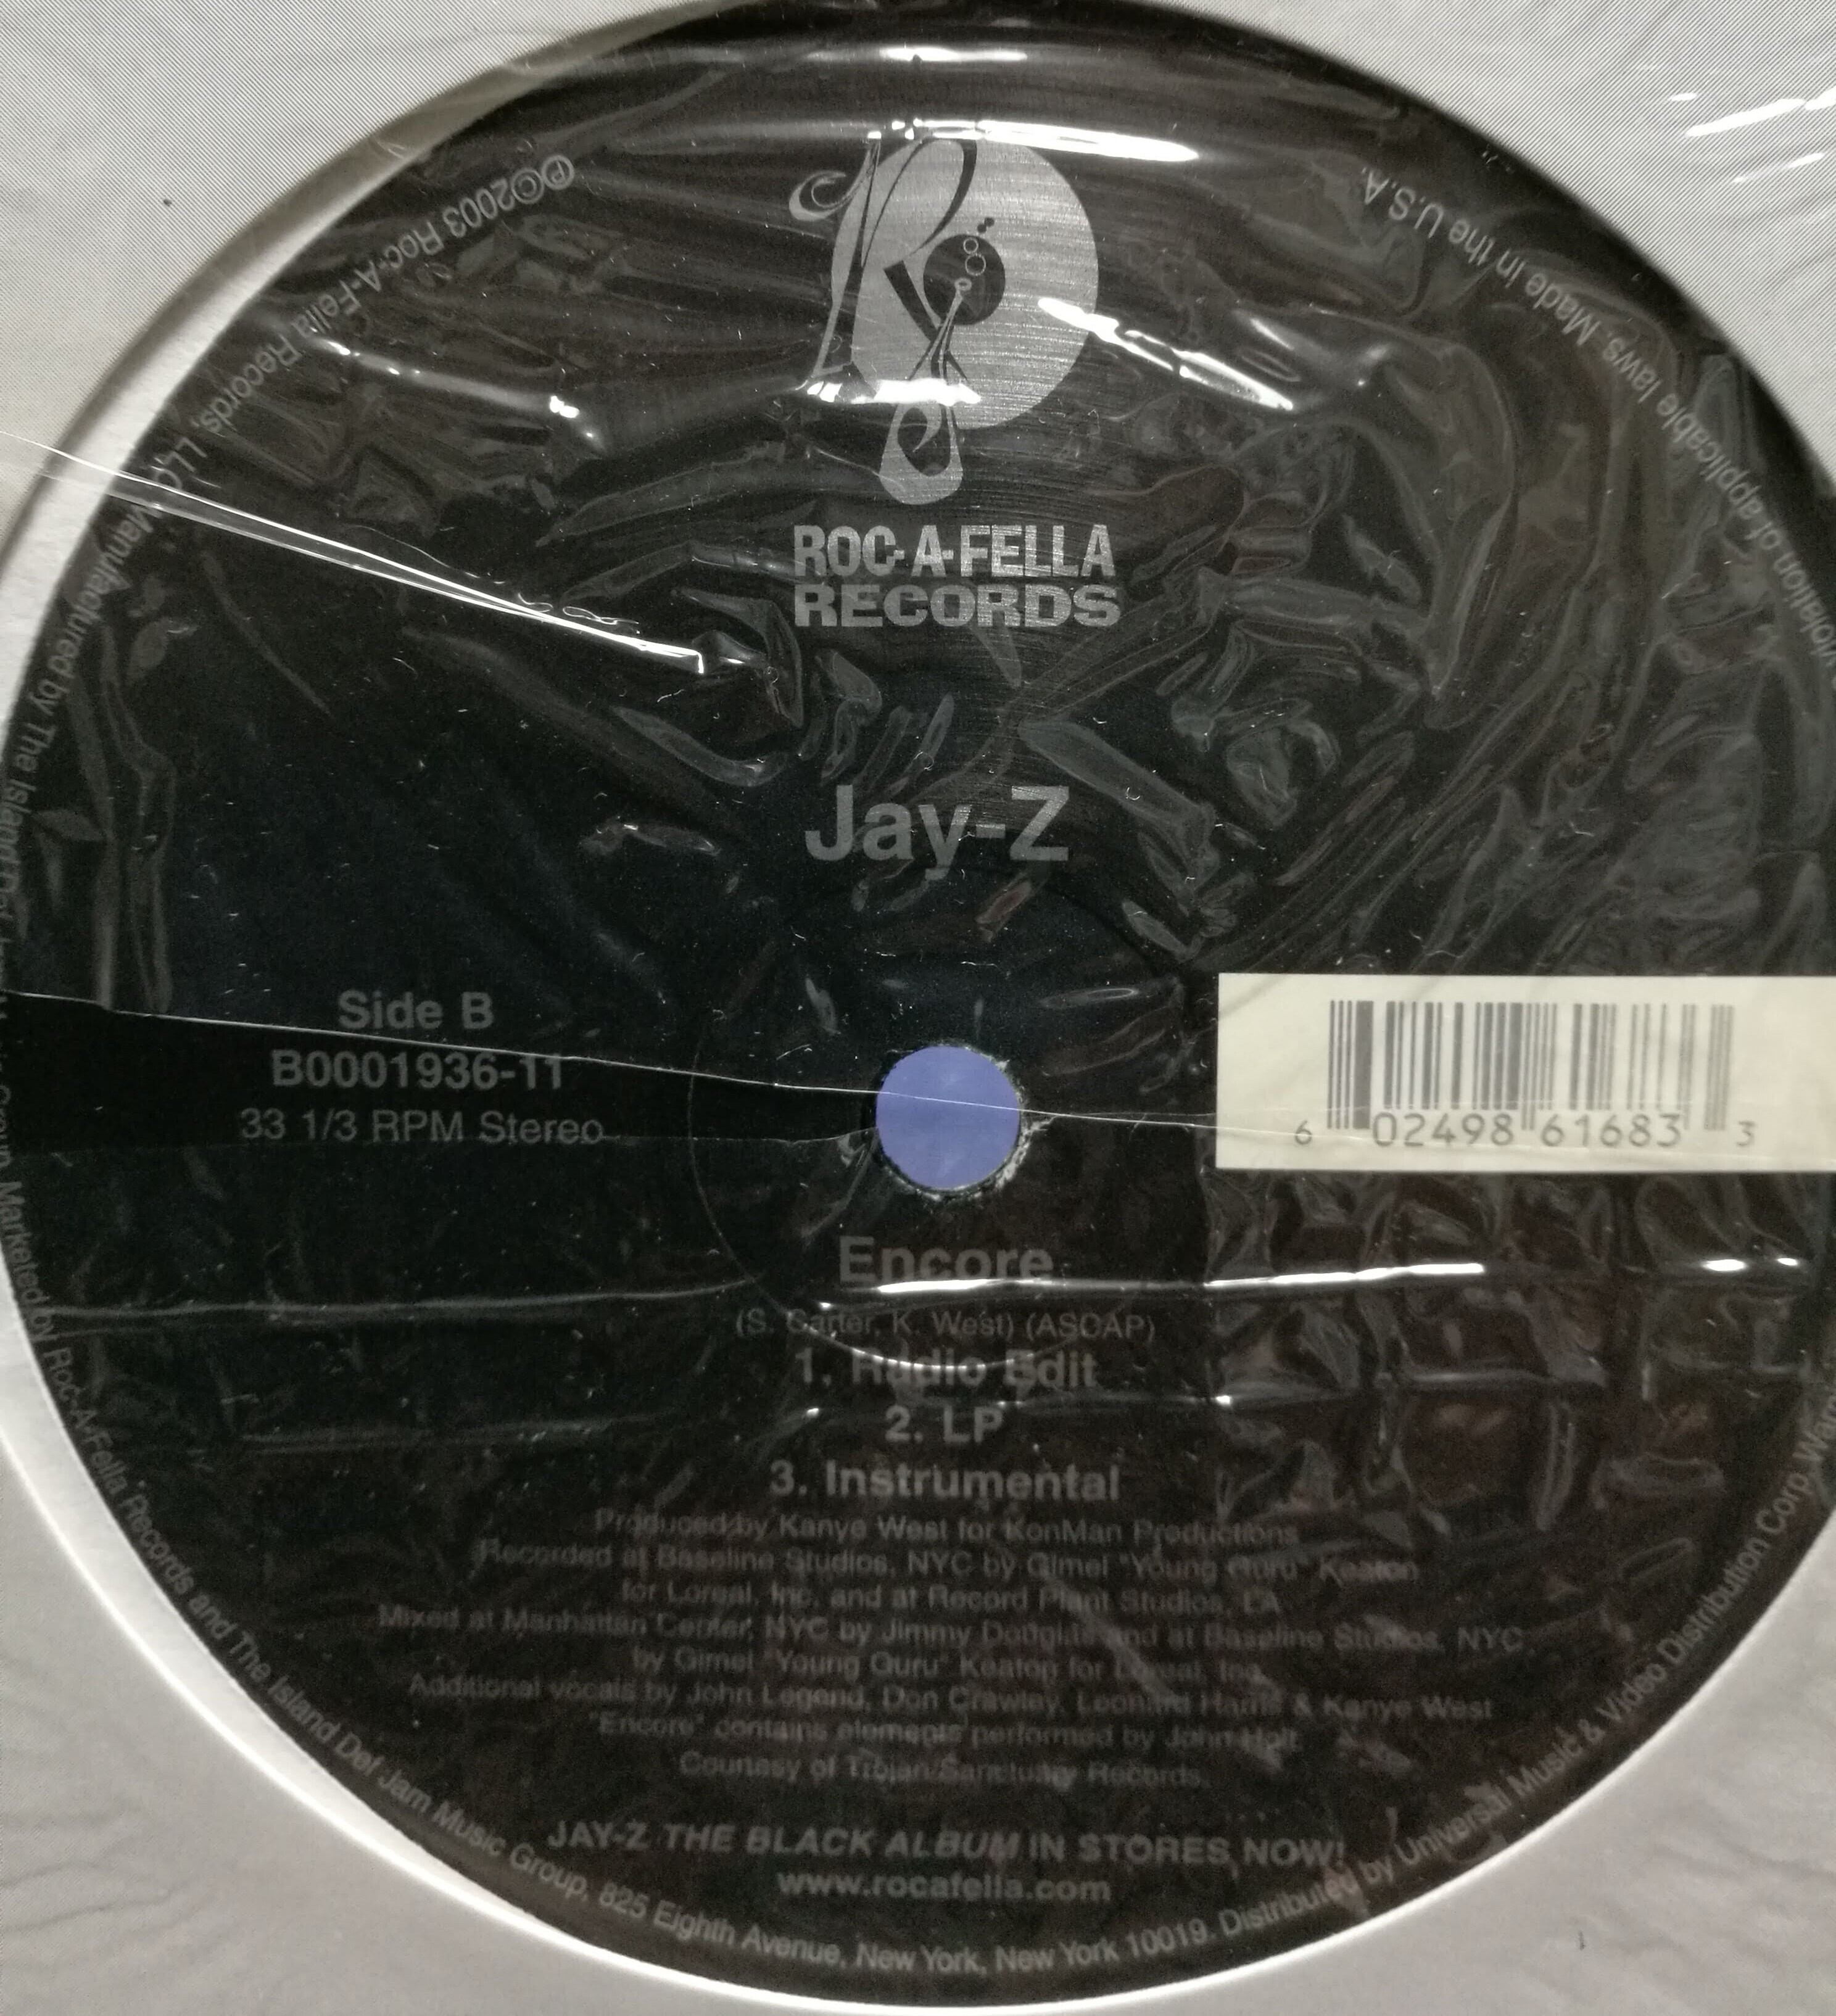 ROC-A-FELLA
RECORDS
Jay-Z
Side B
B0001936-11
33 1/3 RPM Stereo
6 02498 61683 3
Encore
(S. Carter, K. West) (ASCAP)
1. Radio Edit
2. LP
3. Instrumental
Produced by Kanye West for KonMan Productions
Recorded at Baseline Studios, NYC by Gimel "Young Guru" Keaton
for Loreal, Inc. and at Record Plant Studios, LA
Mixed at Manhattan Center, NYC by Jimmy Douglas and at Baseline Studios, NYC
by Gimel "Young Guru" Keaton for Loreal, Inc.
Additional vocals by John Legend, Don Crawley, Leonard Harris & Kanye West
"Encore" contains elements performed by John Holt.
Courtesy of Trojan/Sanctuary Records.
JAY-Z THE BLACK ALBUM IN STORES NOW!
www.rocafella.com
℗©2003 Roc-A-Fella Records, LLC. Manufactured by The Island Def Jam Music Group. Marketed by Roc-A-Fella Records and The Island Def Jam Music Group, 825 Eighth Avenue, New York, New York 10019. Distributed by Universal Music & Video Distribution Corp. violation of applicable laws. Made in the U.S.A.